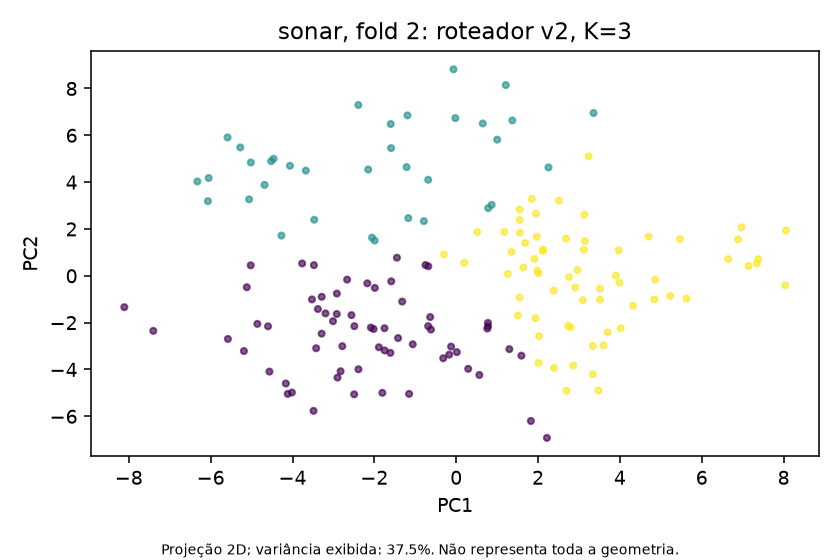 sonar, fold 2: roteador v2, K=3
8
6
4
2
0
−2
−4
−6
PC2
−8 −6 −4 −2 0 2 4 6 8
PC1
Projeção 2D; variância exibida: 37.5%. Não representa toda a geometria.